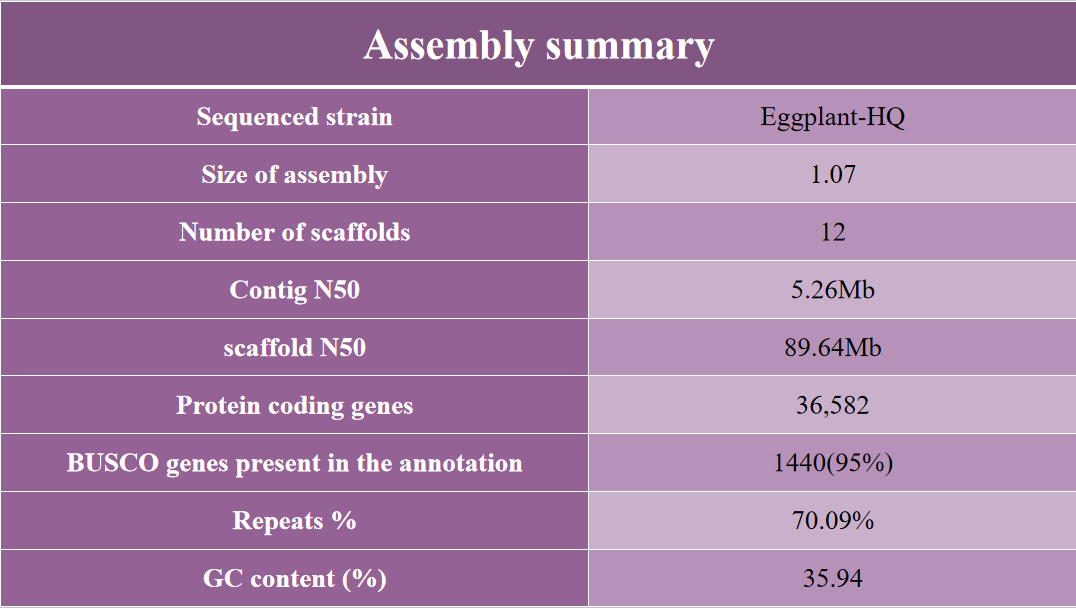 Assembly summary
Sequenced strain Eggplant-HQ
Size of assembly 1.07
Number of scaffolds 12
Contig N50 5.26Mb
scaffold N50 89.64Mb
Protein coding genes 36,582
BUSCO genes present in the annotation 1440(95%)
Repeats % 70.09%
GC content (%) 35.94